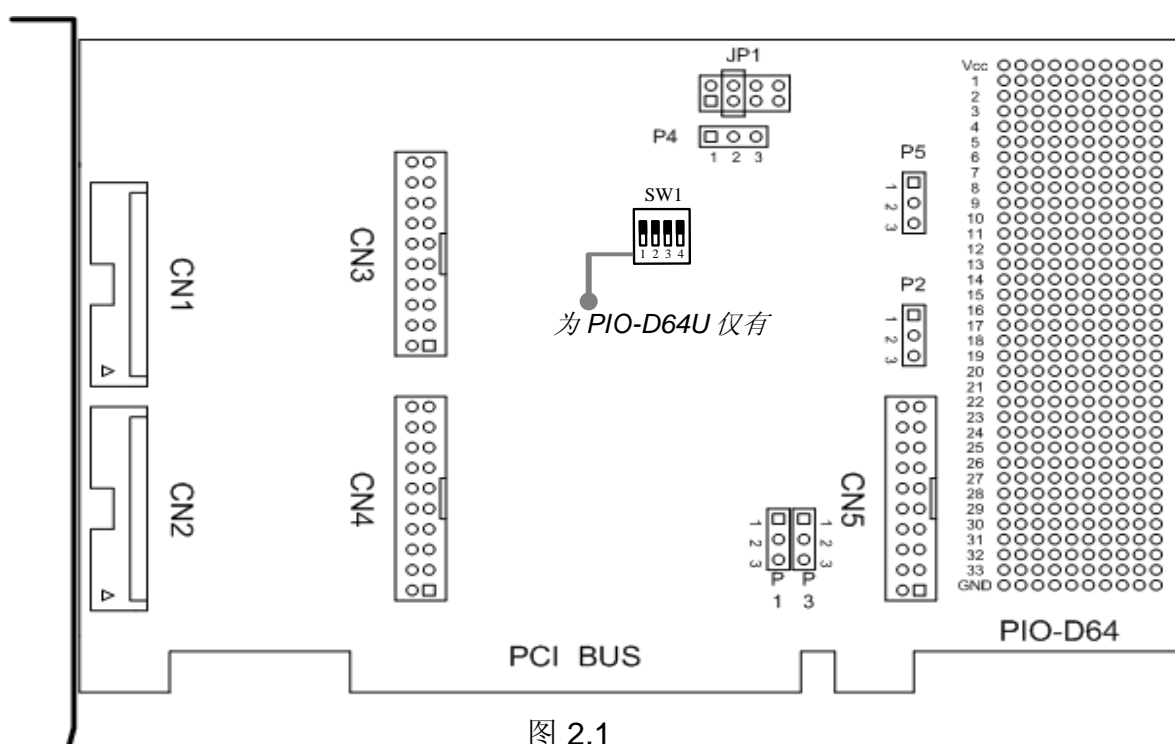 JP1
P4
1 2 3
SW1
1 2 3 4
为 PIO-D64U 仅有
CN1
CN2
CN3
CN4
P5
1
2
3
P2
1
2
3
CN5
1
2
3
1
2
3
P
1
P
3
Vcc
1
2
3
4
5
6
7
8
9
10
11
12
13
14
15
16
17
18
19
20
21
22
23
24
25
26
27
28
29
30
31
32
33
GND
PIO-D64
PCI BUS
图 2.1